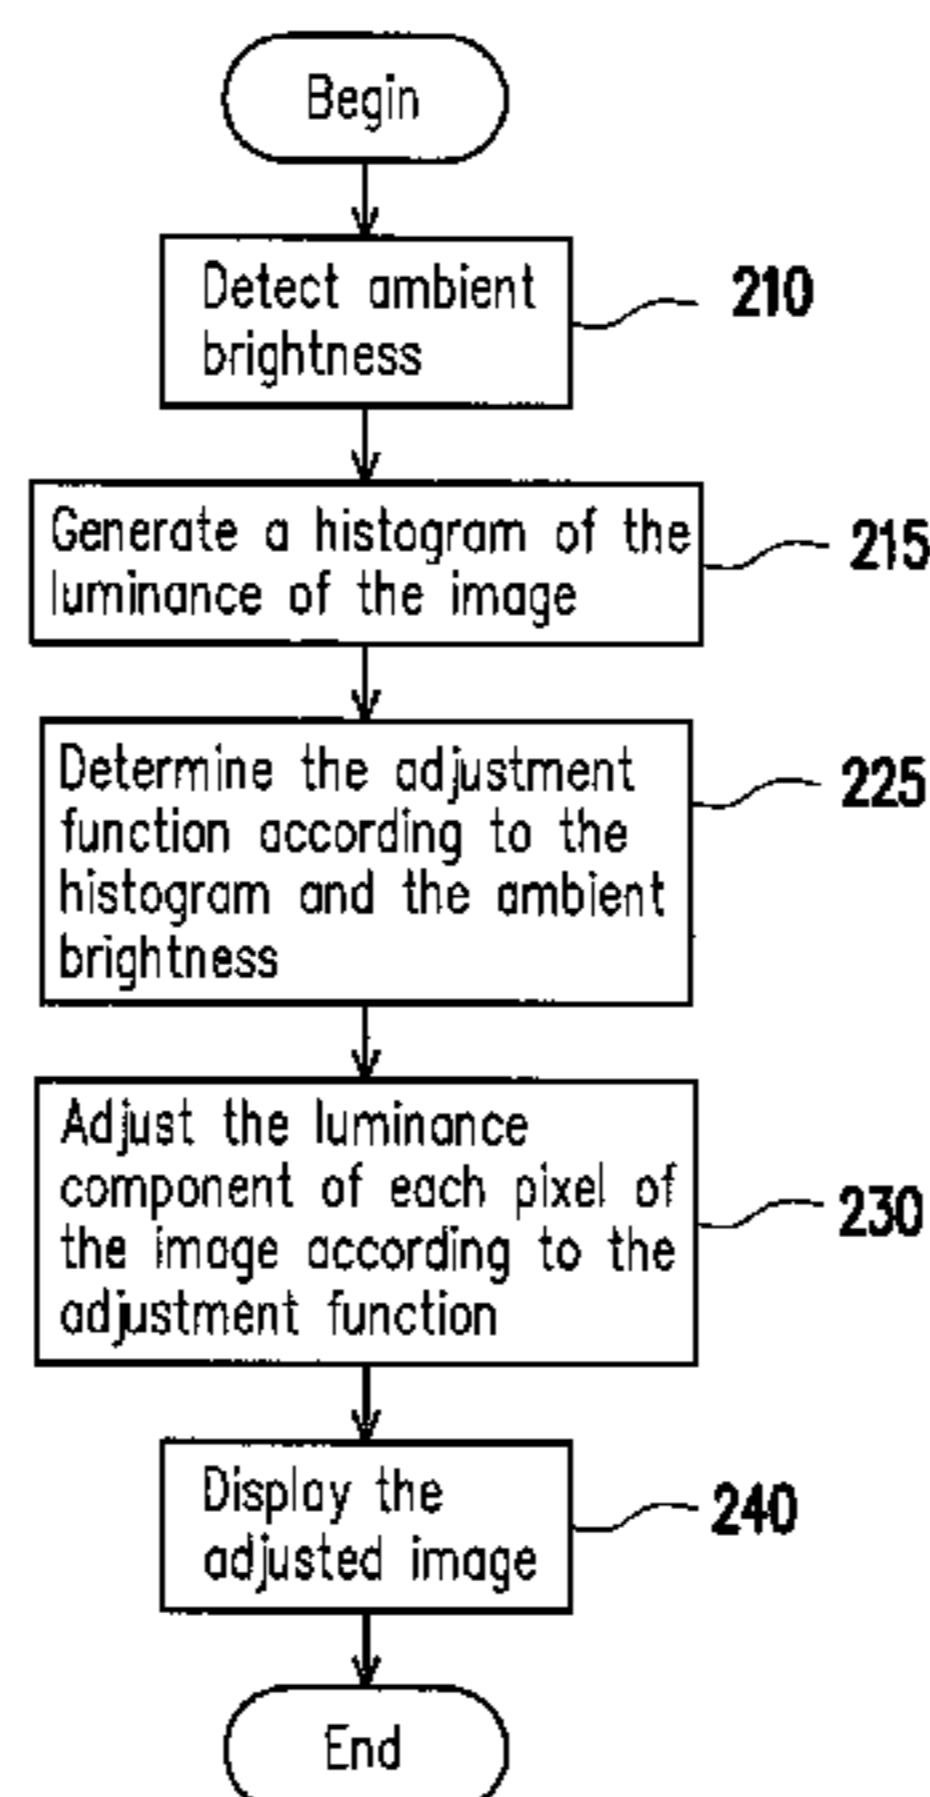 Begin
Detect ambient
brightness
210
Generate a histogram of the
luminance of the image
215
Determine the adjustment
function according to the
histogram and the ambient
brightness
225
Adjust the luminance
component of each pixel of
the image according to the
adjustment function
230
Display the
adjusted image
240
End